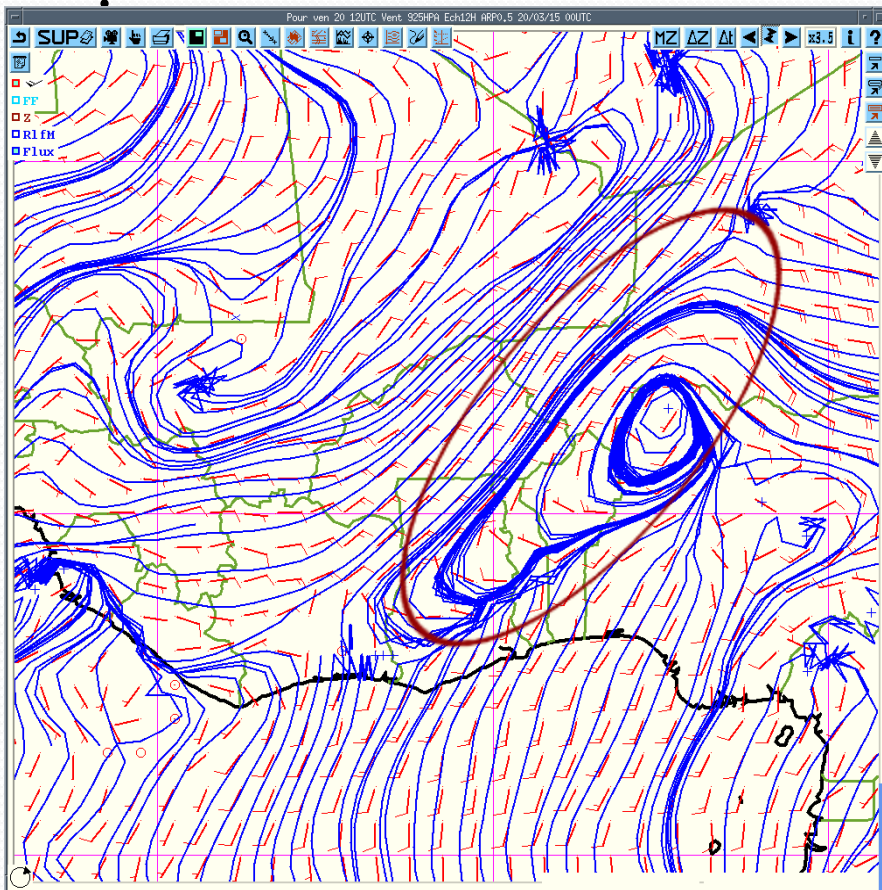 Pour ven 20 12UTC Vent 925HPA Ech12H ARP0.5 20/03/15 00UTC
SUP MZ ΔZ Δt x3.5 i ?
FF
Z
RlfM
Flux